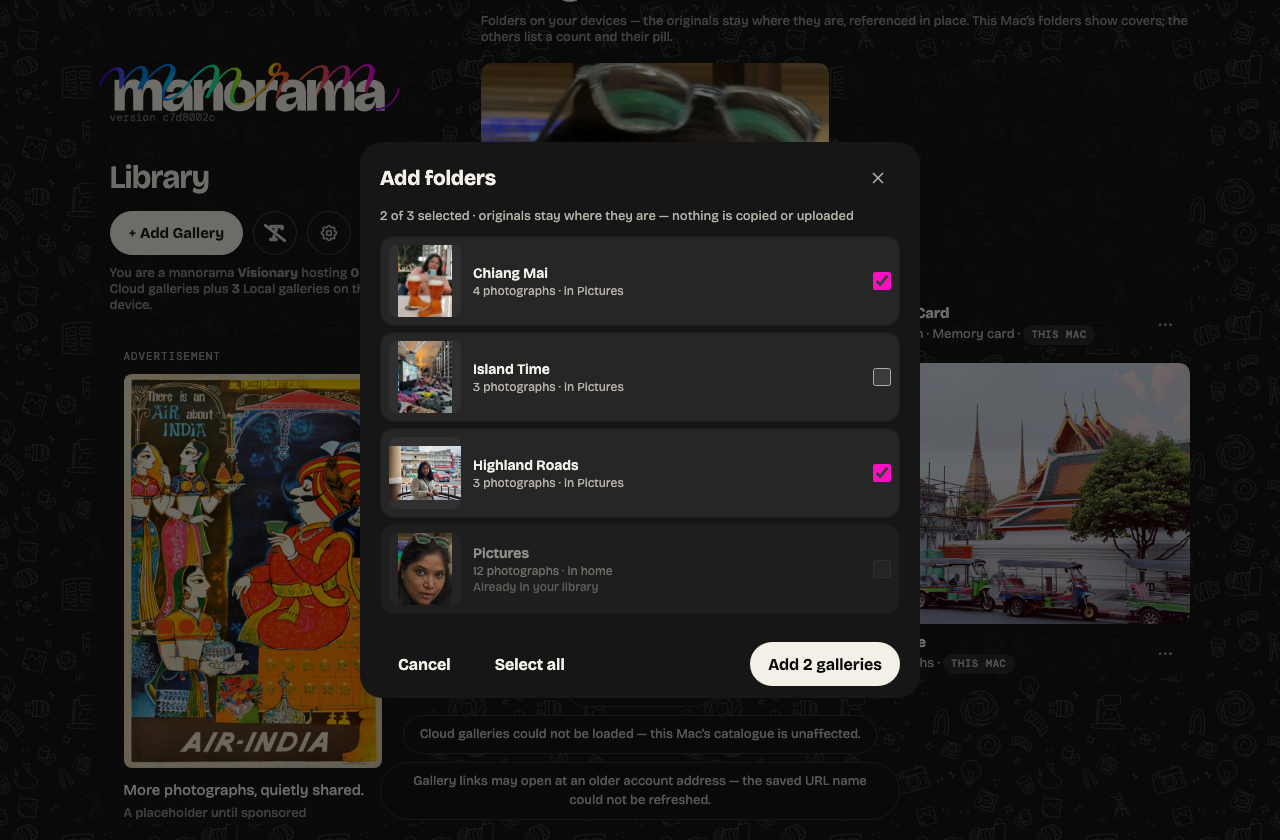 Folders on your devices — the originals stay where they are, referenced in place. This Mac's folders show covers; the
others list a count and their pill.
manorama
version c7d8002c
Library
+ Add Gallery
You are a manorama Visionary hosting 0
Cloud galleries plus 3 Local galleries on th
device.
ADVERTISEMENT
There is an
AIR about
INDIA
AIR-INDIA
More photographs, quietly shared.
A placeholder until sponsored
Add folders
2 of 3 selected · originals stay where they are — nothing is copied or uploaded
Chiang Mai
4 photographs · in Pictures
Island Time
3 photographs · in Pictures
Highland Roads
3 photographs · in Pictures
Pictures
12 photographs · in home
Already in your library
Cancel
Select all
Add 2 galleries
Card
· Memory card · THIS MAC
hs · THIS MAC
Cloud galleries could not be loaded — this Mac's catalogue is unaffected.
Gallery links may open at an older account address — the saved URL name
could not be refreshed.